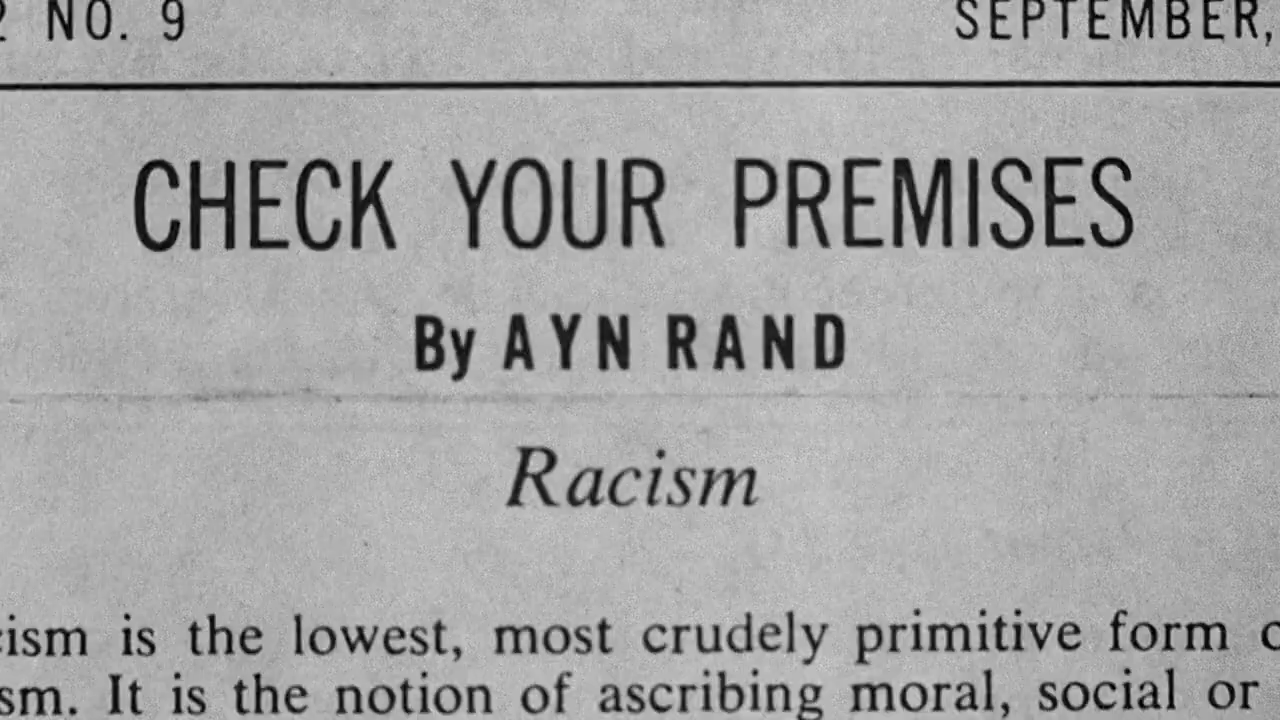 2 NO. 9
SEPTEMBER,
CHECK YOUR PREMISES
By AYN RAND
Racism
cism is the lowest, most crudely primitive form o
sm. It is the notion of ascribing moral, social or